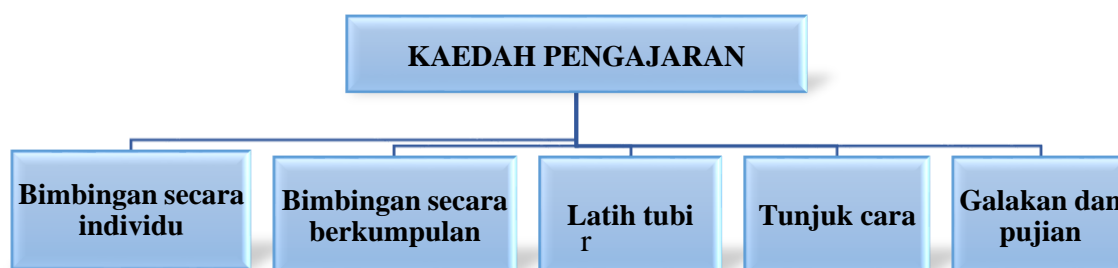 KAEDAH PENGAJARAN
Bimbingan secara
individu
Bimbingan secara
berkumpulan
Latih tubi
r
Tunjuk cara
Galakan dan
pujian